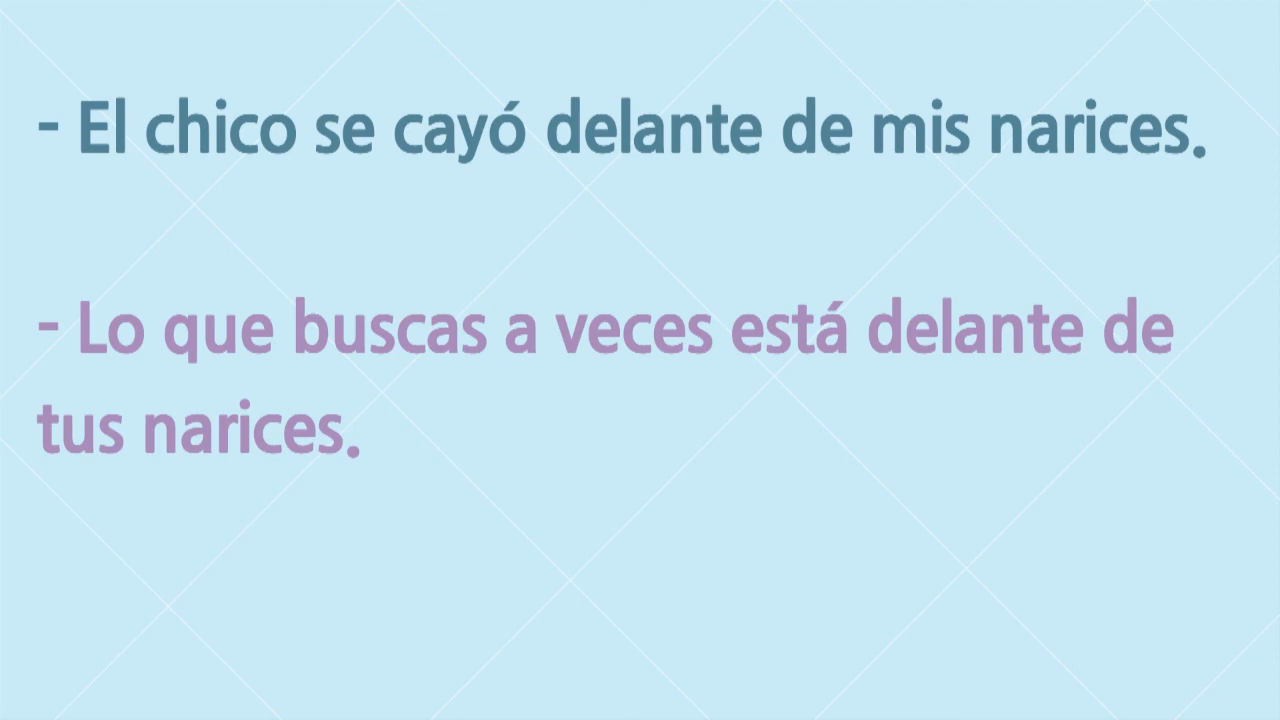 - El chico se cayó delante de mis narices.
- Lo que buscas a veces está delante de
tus narices.